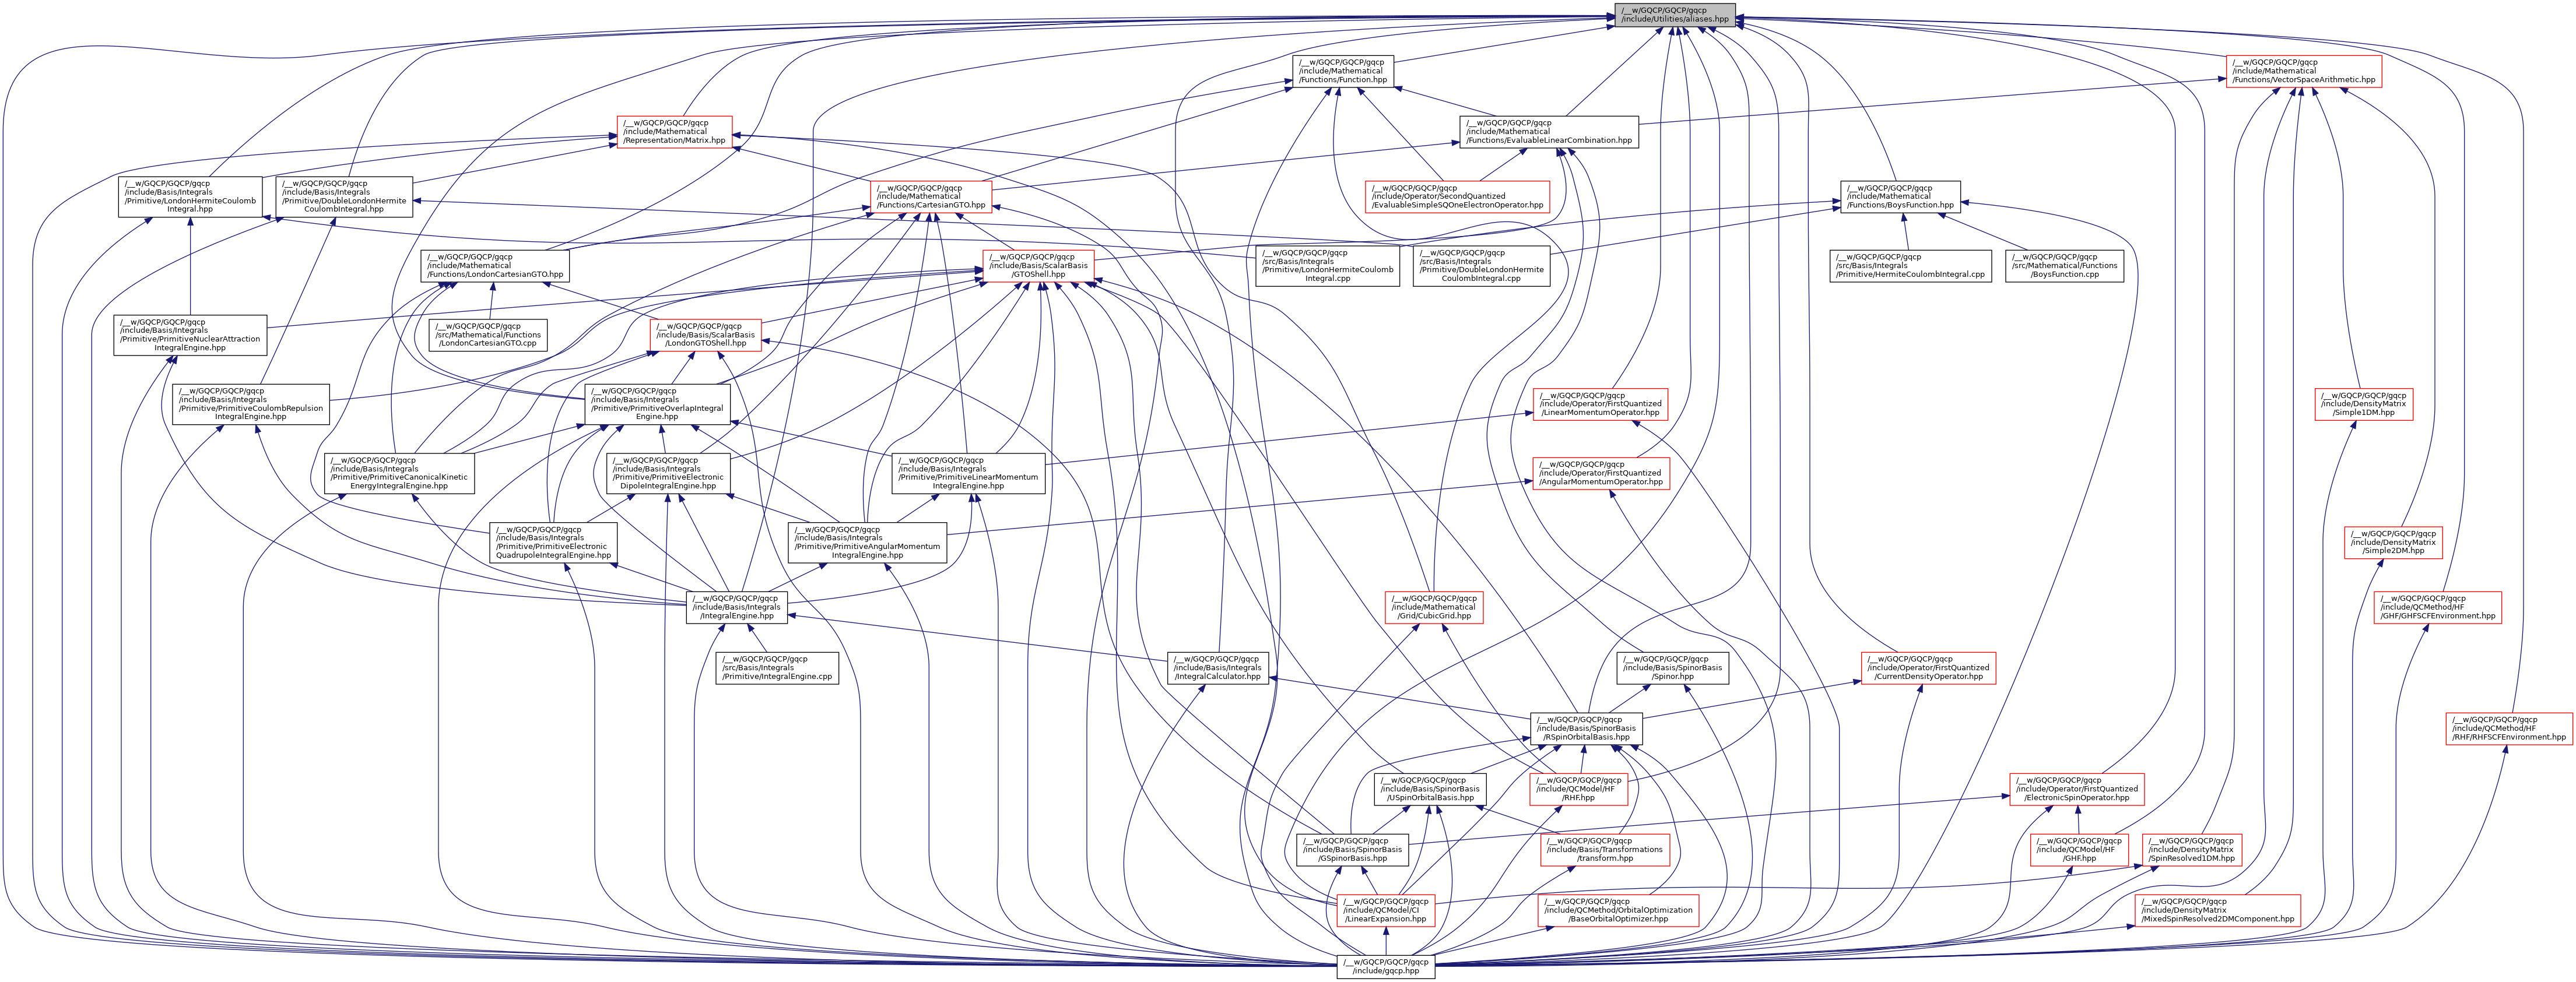 /__w/GQCP/GQCP/gqcp
/include/Utilities/aliases.hpp
/__w/GQCP/GQCP/gqcp
/include/Mathematical
/Functions/Function.hpp
/__w/GQCP/GQCP/gqcp
/include/Mathematical
/Functions/VectorSpaceArithmetic.hpp
/__w/GQCP/GQCP/gqcp
/include/Mathematical
/Representation/Matrix.hpp
/__w/GQCP/GQCP/gqcp
/include/Mathematical
/Functions/EvaluableLinearCombination.hpp
/__w/GQCP/GQCP/gqcp
/include/Basis/Integrals
/Primitive/LondonHermiteCoulomb
Integral.hpp
/__w/GQCP/GQCP/gqcp
/include/Basis/Integrals
/Primitive/DoubleLondonHermite
CoulombIntegral.hpp
/__w/GQCP/GQCP/gqcp
/include/Mathematical
/Functions/CartesianGTO.hpp
/__w/GQCP/GQCP/gqcp
/include/Operator/SecondQuantized
/EvaluableSimpleSQOneElectronOperator.hpp
/__w/GQCP/GQCP/gqcp
/include/Mathematical
/Functions/BoysFunction.hpp
/__w/GQCP/GQCP/gqcp
/include/Mathematical
/Functions/LondonCartesianGTO.hpp
/__w/GQCP/GQCP/gqcp
/include/Basis/ScalarBasis
/GTOShell.hpp
/__w/GQCP/GQCP/gqcp
/src/Basis/Integrals
/Primitive/LondonHermiteCoulomb
Integral.cpp
/__w/GQCP/GQCP/gqcp
/src/Basis/Integrals
/Primitive/DoubleLondonHermite
CoulombIntegral.cpp
/__w/GQCP/GQCP/gqcp
/src/Basis/Integrals
/Primitive/HermiteCoulombIntegral.cpp
/__w/GQCP/GQCP/gqcp
/src/Mathematical/Functions
/BoysFunction.cpp
/__w/GQCP/GQCP/gqcp
/include/Basis/Integrals
/Primitive/PrimitiveNuclearAttraction
IntegralEngine.hpp
/__w/GQCP/GQCP/gqcp
/src/Mathematical/Functions
/LondonCartesianGTO.cpp
/__w/GQCP/GQCP/gqcp
/include/Basis/ScalarBasis
/LondonGTOShell.hpp
/__w/GQCP/GQCP/gqcp
/include/Basis/Integrals
/Primitive/PrimitiveCoulombRepulsion
IntegralEngine.hpp
/__w/GQCP/GQCP/gqcp
/include/Basis/Integrals
/Primitive/PrimitiveOverlapIntegral
Engine.hpp
/__w/GQCP/GQCP/gqcp
/include/Operator/FirstQuantized
/LinearMomentumOperator.hpp
/__w/GQCP/GQCP/gqcp
/include/DensityMatrix
/Simple1DM.hpp
/__w/GQCP/GQCP/gqcp
/include/Basis/Integrals
/Primitive/PrimitiveCanonicalKinetic
EnergyIntegralEngine.hpp
/__w/GQCP/GQCP/gqcp
/include/Basis/Integrals
/Primitive/PrimitiveElectronic
DipoleIntegralEngine.hpp
/__w/GQCP/GQCP/gqcp
/include/Basis/Integrals
/Primitive/PrimitiveLinearMomentum
IntegralEngine.hpp
/__w/GQCP/GQCP/gqcp
/include/Operator/FirstQuantized
/AngularMomentumOperator.hpp
/__w/GQCP/GQCP/gqcp
/include/Basis/Integrals
/Primitive/PrimitiveElectronic
QuadrupoleIntegralEngine.hpp
/__w/GQCP/GQCP/gqcp
/include/Basis/Integrals
/Primitive/PrimitiveAngularMomentum
IntegralEngine.hpp
/__w/GQCP/GQCP/gqcp
/include/DensityMatrix
/Simple2DM.hpp
/__w/GQCP/GQCP/gqcp
/include/Basis/Integrals
/IntegralEngine.hpp
/__w/GQCP/GQCP/gqcp
/include/Mathematical
/Grid/CubicGrid.hpp
/__w/GQCP/GQCP/gqcp
/include/QCMethod/HF
/GHF/GHFSCFEnvironment.hpp
/__w/GQCP/GQCP/gqcp
/src/Basis/Integrals
/Primitive/IntegralEngine.cpp
/__w/GQCP/GQCP/gqcp
/include/Basis/Integrals
/IntegralCalculator.hpp
/__w/GQCP/GQCP/gqcp
/include/Basis/SpinorBasis
/Spinor.hpp
/__w/GQCP/GQCP/gqcp
/include/Operator/FirstQuantized
/CurrentDensityOperator.hpp
/__w/GQCP/GQCP/gqcp
/include/Basis/SpinorBasis
/RSpinOrbitalBasis.hpp
/__w/GQCP/GQCP/gqcp
/include/QCMethod/HF
/RHF/RHFSCFEnvironment.hpp
/__w/GQCP/GQCP/gqcp
/include/Basis/SpinorBasis
/USpinOrbitalBasis.hpp
/__w/GQCP/GQCP/gqcp
/include/QCModel/HF
/RHF.hpp
/__w/GQCP/GQCP/gqcp
/include/Operator/FirstQuantized
/ElectronicSpinOperator.hpp
/__w/GQCP/GQCP/gqcp
/include/Basis/SpinorBasis
/GSpinorBasis.hpp
/__w/GQCP/GQCP/gqcp
/include/Basis/Transformations
/transform.hpp
/__w/GQCP/GQCP/gqcp
/include/QCModel/HF
/GHF.hpp
/__w/GQCP/GQCP/gqcp
/include/DensityMatrix
/SpinResolved1DM.hpp
/__w/GQCP/GQCP/gqcp
/include/QCModel/CI
/LinearExpansion.hpp
/__w/GQCP/GQCP/gqcp
/include/QCMethod/OrbitalOptimization
/BaseOrbitalOptimizer.hpp
/__w/GQCP/GQCP/gqcp
/include/DensityMatrix
/MixedSpinResolved2DMComponent.hpp
/__w/GQCP/GQCP/gqcp
/include/gqcp.hpp